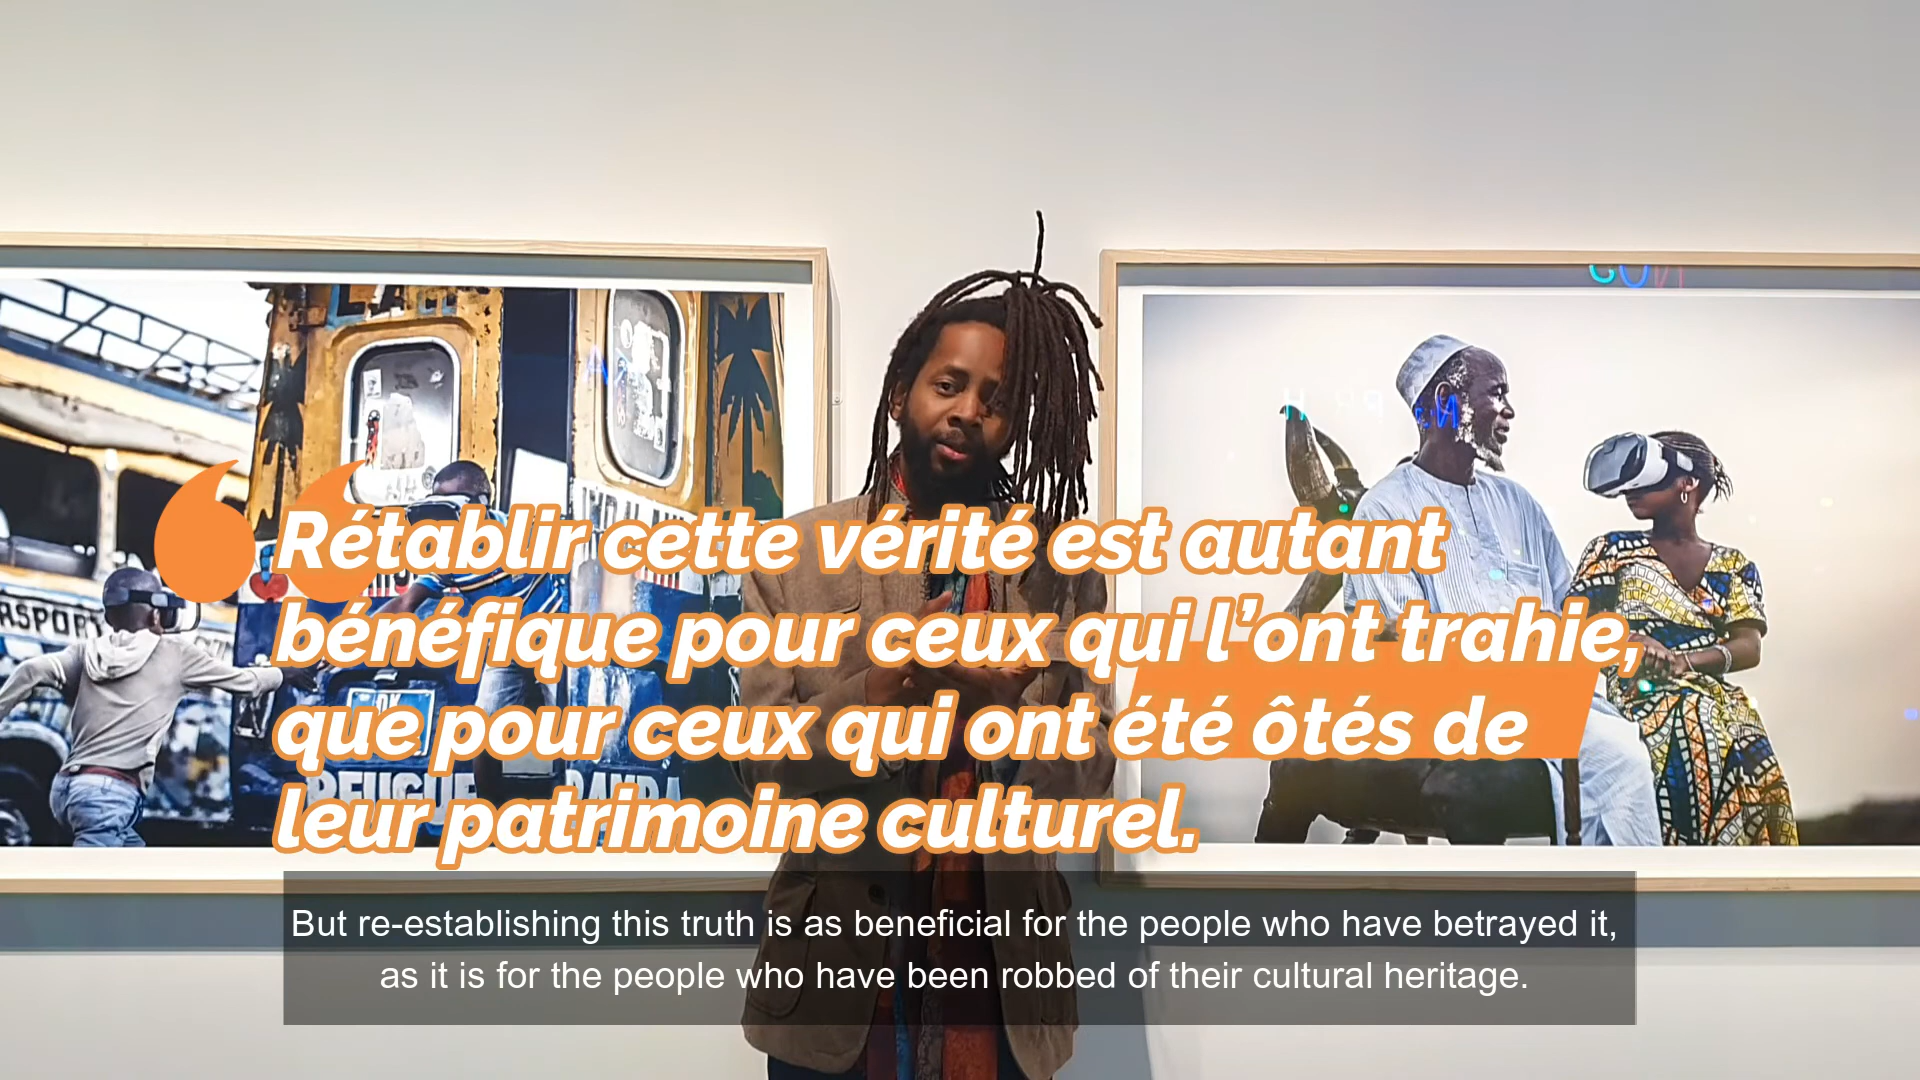 Rétablir cette vérité est autant
bénéfique pour ceux qui l’ont trahie,
que pour ceux qui ont été ôtés de
leur patrimoine culturel.
But re-establishing this truth is as beneficial for the people who have betrayed it,
as it is for the people who have been robbed of their cultural heritage.